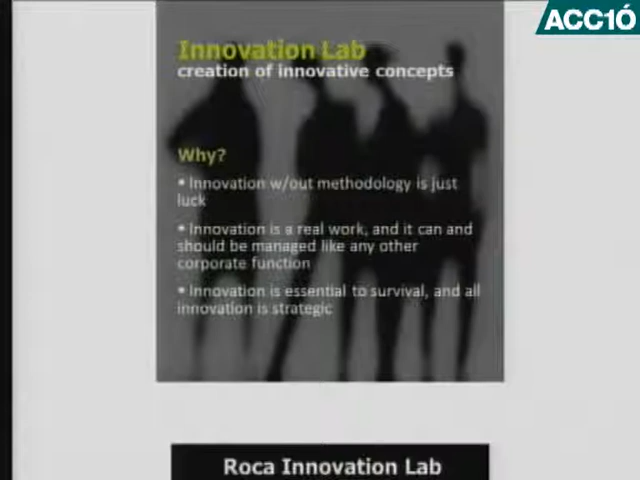 ACC1Ó
Innovation Lab
creation of innovative concepts
Why?
• Innovation w/out methodology is just
luck
• Innovation is a real work, and it can and
should be managed like any other
corporate function
• Innovation is essential to survival, and all
innovation is strategic
Roca Innovation Lab